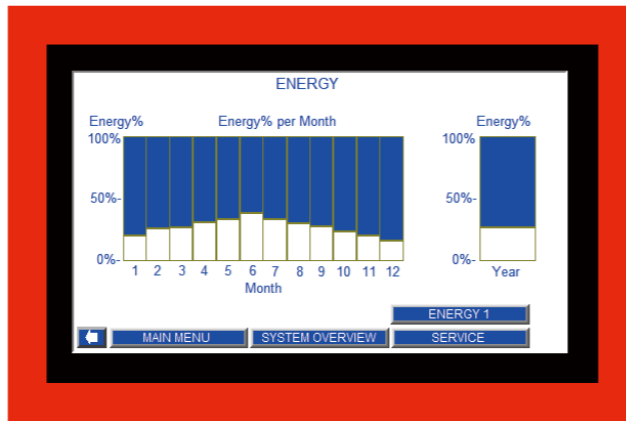 ENERGY
Energy% Energy% per Month Energy%
100% 100%
50%- 50%-
0%- 0%-
1 2 3 4 5 6 7 8 9 10 11 12 Year
Month
ENERGY 1
MAIN MENU SYSTEM OVERVIEW SERVICE